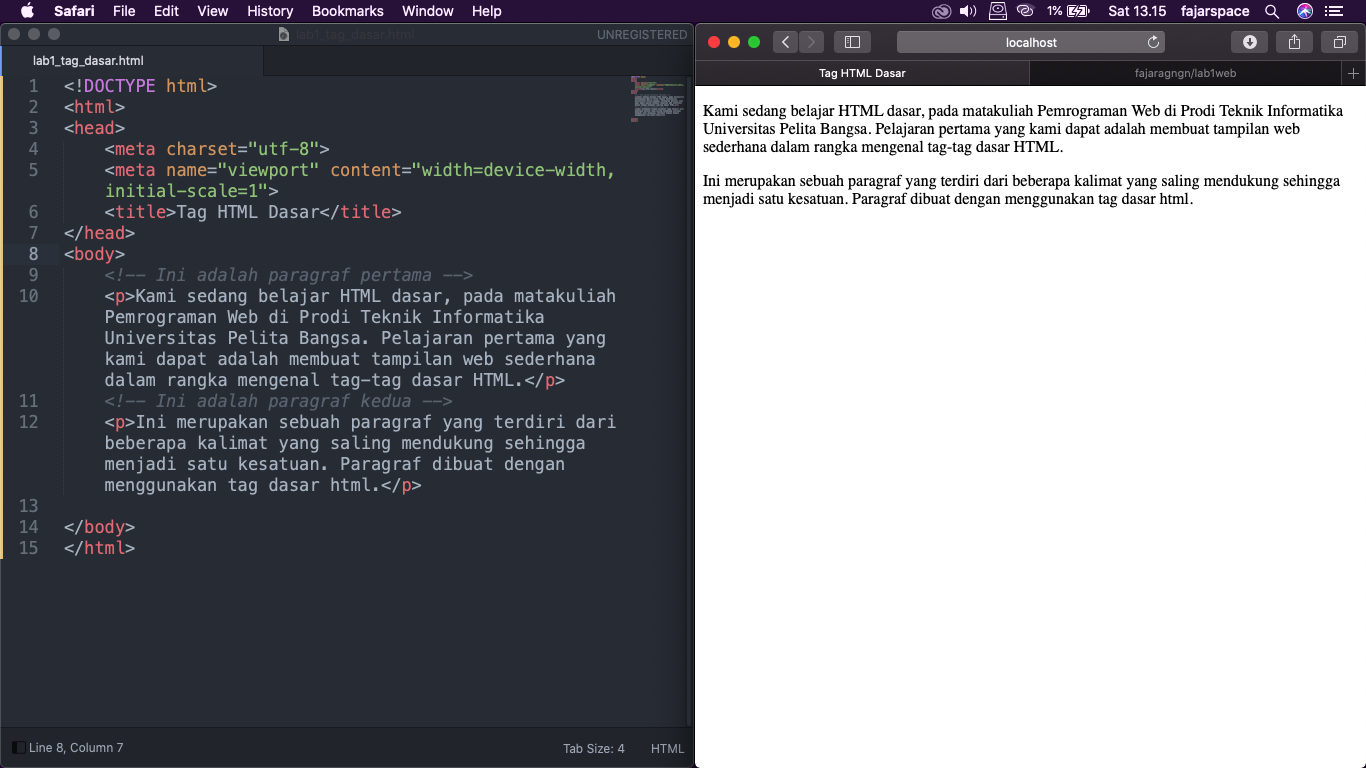 Safari File Edit View History Bookmarks Window Help 1% Sat 13.15 fajarspace
lab1_tag_dasar.html UNREGISTERED
lab1_tag_dasar.html
1 <!DOCTYPE html>
2 <html>
3 <head>
4 <meta charset="utf-8">
5 <meta name="viewport" content="width=device-width,
initial-scale=1">
6 <title>Tag HTML Dasar</title>
7 </head>
8 <body>
9 <!-- Ini adalah paragraf pertama -->
10 <p>Kami sedang belajar HTML dasar, pada matakuliah
Pemrograman Web di Prodi Teknik Informatika
Universitas Pelita Bangsa. Pelajaran pertama yang
kami dapat adalah membuat tampilan web sederhana
dalam rangka mengenal tag-tag dasar HTML.</p>
11 <!-- Ini adalah paragraf kedua -->
12 <p>Ini merupakan sebuah paragraf yang terdiri dari
beberapa kalimat yang saling mendukung sehingga
menjadi satu kesatuan. Paragraf dibuat dengan
menggunakan tag dasar html.</p>
13
14 </body>
15 </html>
Line 8, Column 7 Tab Size: 4 HTML
localhost
Tag HTML Dasar fajaragngn/lab1web
Kami sedang belajar HTML dasar, pada matakuliah Pemrograman Web di Prodi Teknik Informatika
Universitas Pelita Bangsa. Pelajaran pertama yang kami dapat adalah membuat tampilan web
sederhana dalam rangka mengenal tag-tag dasar HTML.
Ini merupakan sebuah paragraf yang terdiri dari beberapa kalimat yang saling mendukung sehingga
menjadi satu kesatuan. Paragraf dibuat dengan menggunakan tag dasar html.